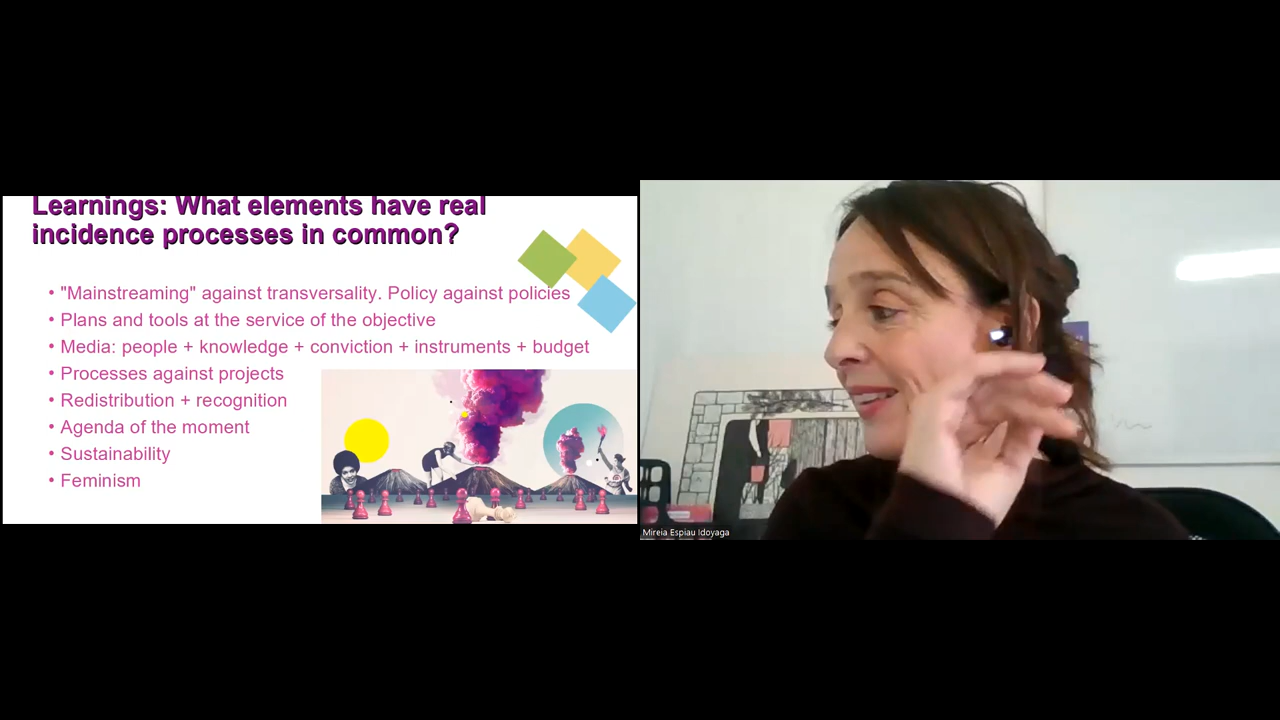 Learnings: What elements have real
incidence processes in common?
• "Mainstreaming" against transversality. Policy against policies
• Plans and tools at the service of the objective
• Media: people + knowledge + conviction + instruments + budget
• Processes against projects
• Redistribution + recognition
• Agenda of the moment
• Sustainability
• Feminism
Mireia Espiau Idoyaga